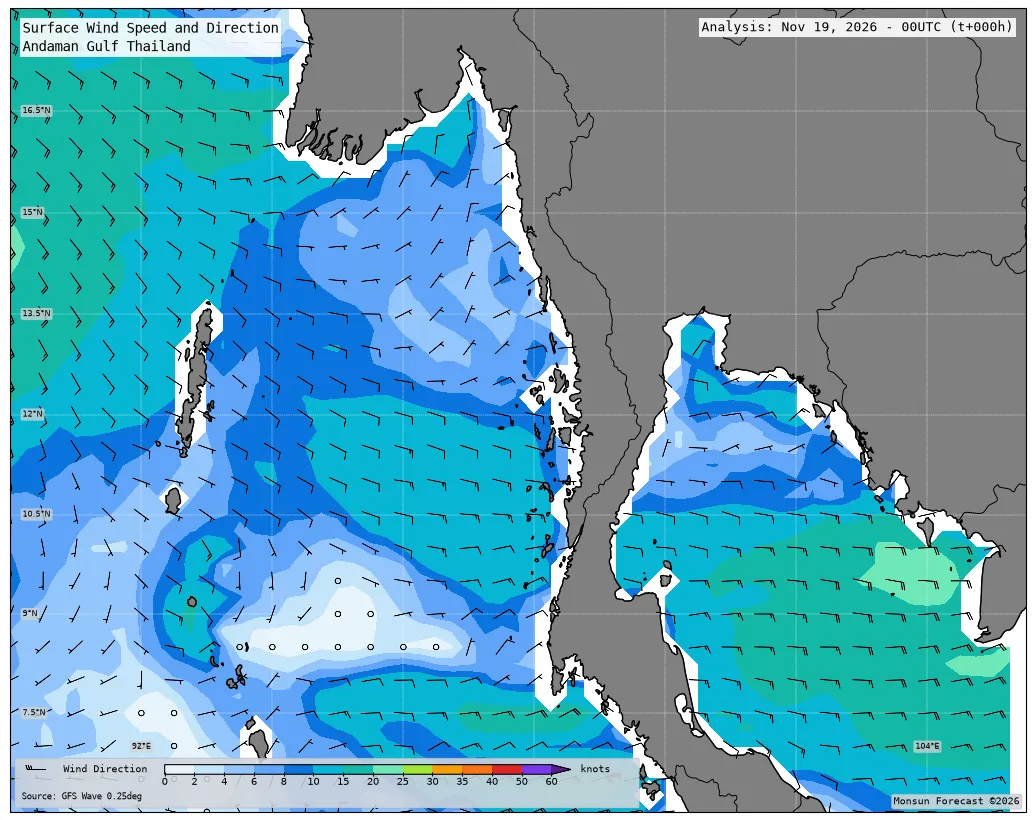 Surface Wind Speed and Direction
Andaman Gulf Thailand
Analysis: Nov 19, 2026 - 00UTC (t+000h)
16.5°N
15°N
13.5°N
12°N
10.5°N
9°N
7.5°N
92°E
104°E
Wind Direction
knots
0 2 4 6 8 10 15 20 25 30 35 40 50 60
Source: GFS Wave 0.25deg
Monsun Forecast ©2026